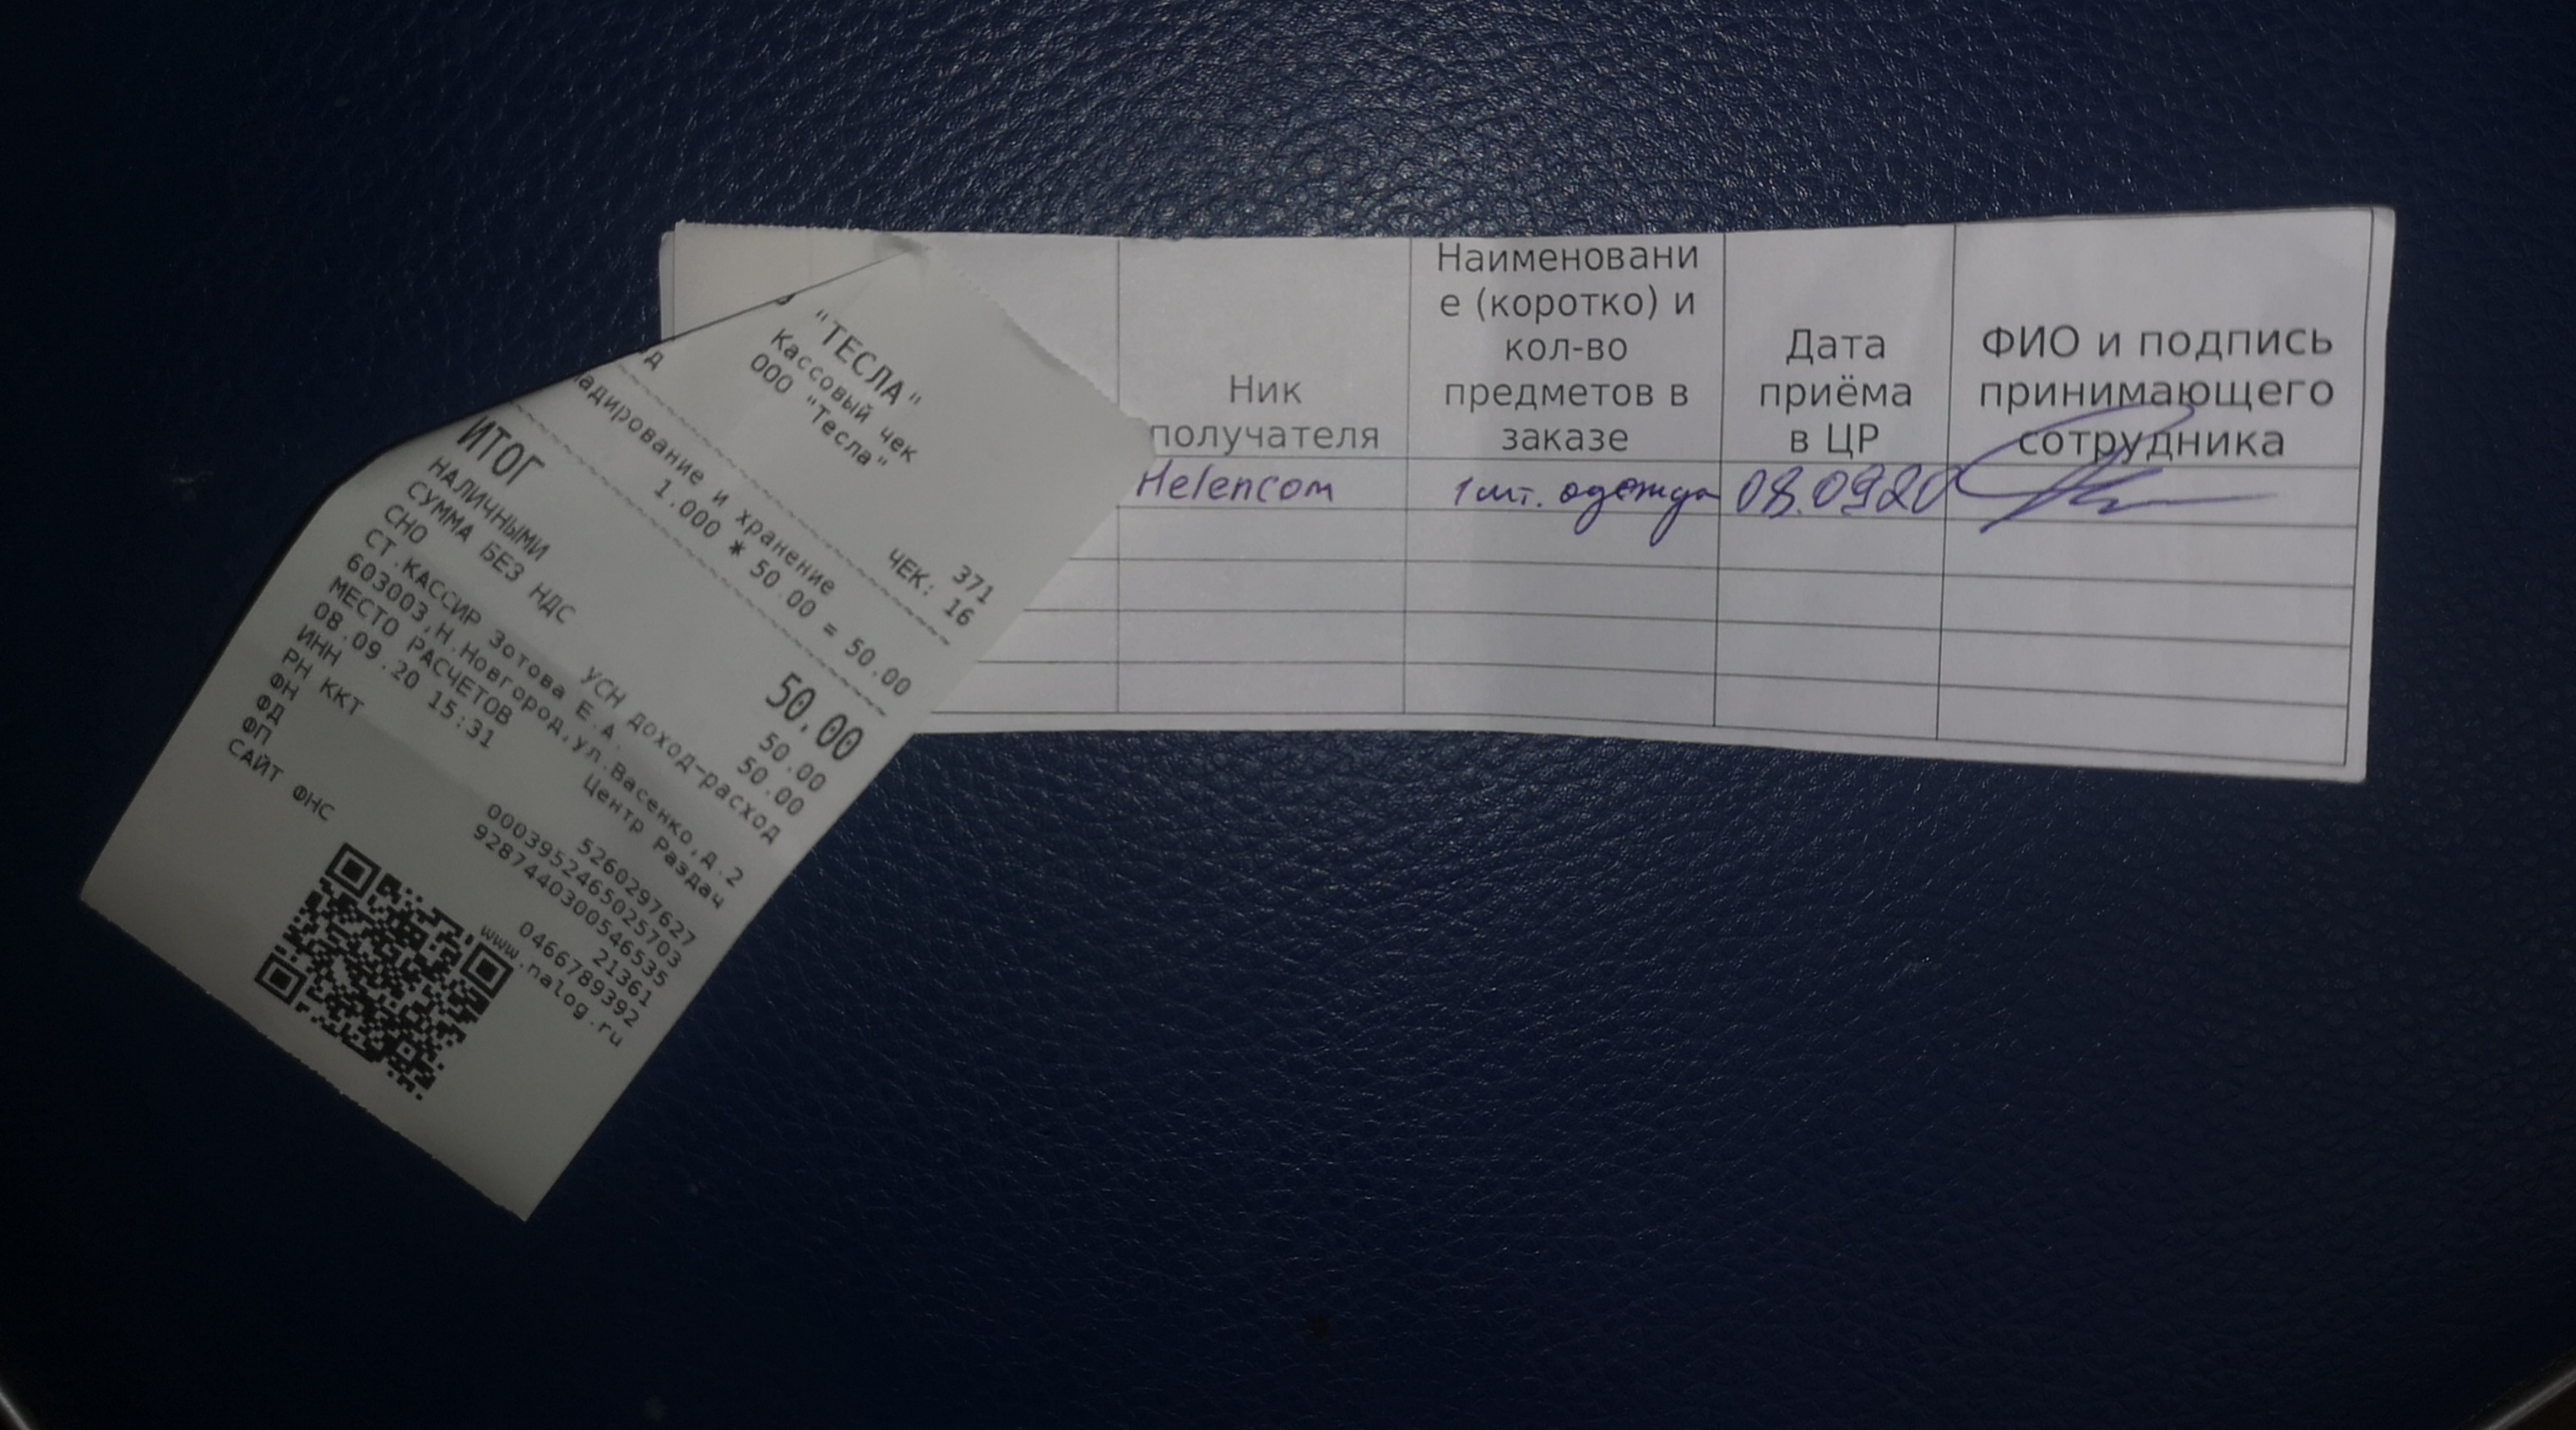 "ТЕСЛА"
Кассовый чек
ООО "Тесла"
371
ЧЕК: 16
и хранение
1.000 * 50.00 = 50.00
ИТОГ 50.00
НАЛИЧНЫМИ 50.00
СУММА БЕЗ НДС 50.00
СНО УСН доход-расход
СТ.КАССИР Зотова Е.А.
603003,Н.Новгород,ул.Васенко,д.2
МЕСТО РАСЧЕТОВ Центр Раздач
08.09.20 15:31
ИНН 5260297627
РН ККТ 0003952465025703
ФН 9287440300546535
ФД 21361
ФП 0466789392
САЙТ ФНС www.nalog.ru
Ник
получателя
Наименовани
е (коротко) и
кол-во
предметов в
заказе
Дата
приёма
в ЦР
ФИО и подпись
принимающего
сотрудника
Helencom 1 шт. одежда 08.09.20